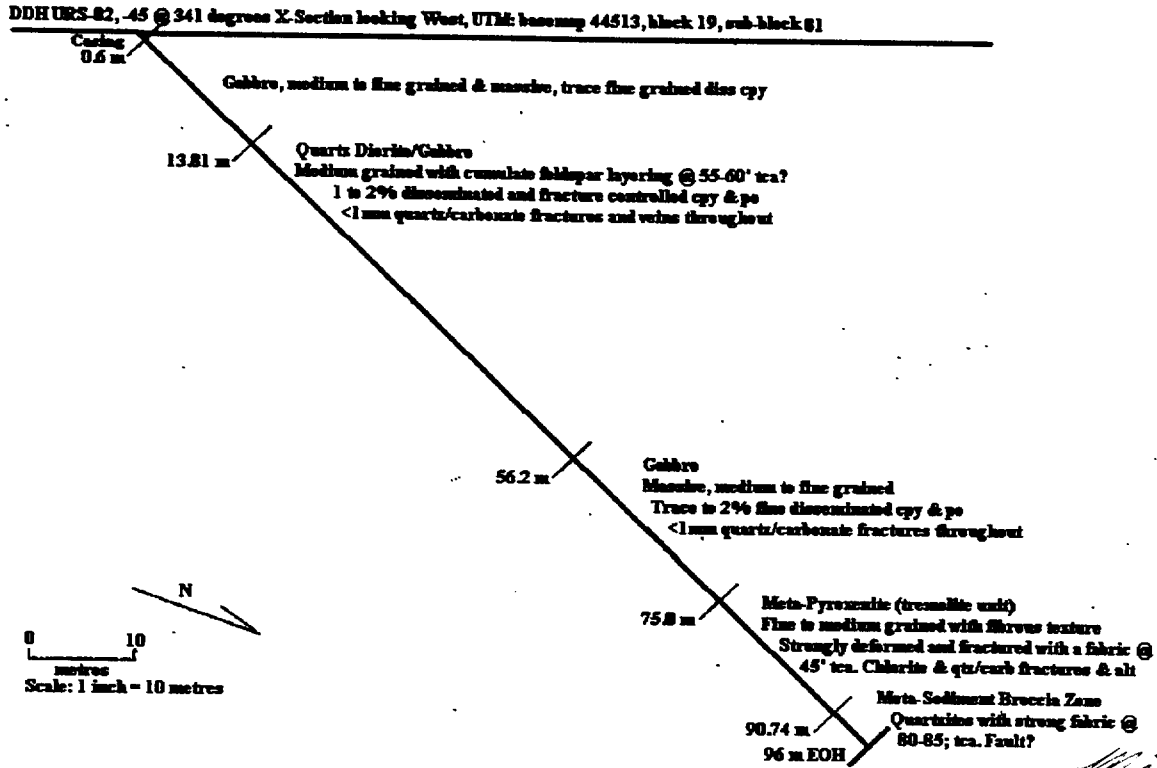 DDH URS-02, -45 @ 341 degrees X-Section looking West, UTM: basemap 44513, block 19, sub-block 81
Casing
0.6 m
Gabbro, medium to fine grained & massive, trace fine grained diss cpy
13.81 m
Quartz Diorite/Gabbro
Medium grained with cumulate feldspar layering @ 55-60° tca?
1 to 2% disseminated and fracture controlled cpy & po
<1mm quartz/carbonate fractures and veins throughout
56.2 m
Gabbro
Massive, medium to fine grained
Trace to 2% fine disseminated cpy & po
<1mm quartz/carbonate fractures throughout
N
75.8 m
Meta-Pyroxenite (tremolite unit)
Fine to medium grained with fibrous texture
Strongly deformed and fractured with a fabric @
45° tca. Chlorite & qtz/carb fractures & alt
0 10
metres
Scale: 1 inch = 10 metres
90.74 m
Meta-Sediment Breccia Zone
Quartzites with strong fabric @
80-85; tca. Fault?
96 m EOH